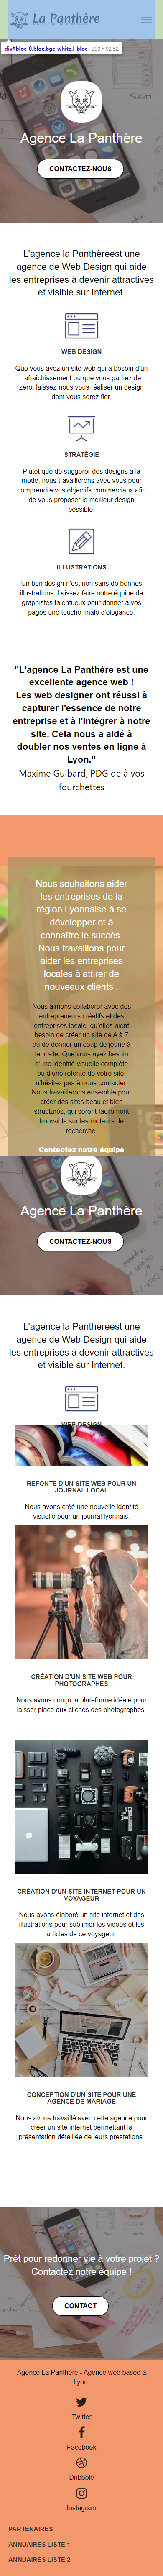 La Panthère
div#bloc-0.bloc.bgc-white.l-bloc 390 × 92.52
Agence La Panthère
CONTACTEZ-NOUS
L'agence la Panthèreest une
agence de Web Design qui aide
les entreprises à devenir attractives
et visible sur Internet.
WEB DESIGN
Que vous ayez un site web qui a besoin d'un
rafraîchissement ou que vous partiez de
zéro, laissez-nous vous réaliser un design
dont vous serez fier.
STRATÉGIE
Plutôt que de suggérer des designs à la
mode, nous travaillerons avec vous pour
comprendre vos objectifs commerciaux afin
de vous proposer le meilleur design
possible.
ILLUSTRATIONS
Un bon design n'est rien sans de bonnes
illustrations. Laissez faire notre équipe de
graphistes talentueux pour donner à vos
pages une touche finale d'élégance.
"L'agence La Panthère est une
excellente agence web !
Les web designer ont réussi à
capturer l'essence de notre
entreprise et à l'intégrer à notre
site. Cela nous a aidé à
doubler nos ventes en ligne à
Lyon."
Maxime Guibard, PDG de à vos
fourchettes
Nous souhaitons aider
les entreprises de la
région Lyonnaise à se
développer et à
connaître le succès.
Nous travaillons pour
aider les entreprises
locales à attirer de
nouveaux clients .
Nous aimons collaborer avec des
entrepreneurs créatifs et des
entreprises locale, qu'elles aient
besoin de créer un site de A à Z
ou de donner un coup de jeune à
leur site. Que vous ayez besoin
d'une identité visuelle complète
ou d'une refonte de votre site,
n'hésitez pas à nous contacter.
Nous travaillerons ensemble pour
créer des sites beau et bien
structurés, qui seront facilement
trouvable sur les moteurs de
recherche.
Contactez notre équipe
Agence La Panthère
CONTACTEZ-NOUS
L'agence la Panthèreest une
agence de Web Design qui aide
les entreprises à devenir attractives
et visible sur Internet.
WEB DESIGN
REFONTE D'UN SITE WEB POUR UN
JOURNAL LOCAL
Nous avons créé une nouvelle identité
visuelle pour un journal lyonnais.
CRÉATION D'UN SITE WEB POUR
PHOTOGRAPHES
Nous avons conçu la plateforme idéale pour
laisser place aux clichés des photographes.
CRÉATION D'UN SITE INTERNET POUR UN
VOYAGEUR
Nous avons élaboré un site internet et des
illustrations pour sublimer les vidéos et les
articles de ce voyageur.
CONCEPTION D'UN SITE POUR UNE
AGENCE DE MARIAGE
Nous avons travaillé avec cette agence pour
créer un site internet permettant la
présentation détaillée de leurs prestations.
Prêt pour redonner vie à votre projet ?
Contactez notre équipe !
CONTACT
Agence La Panthère - Agence web basée à
Lyon.
Twitter
Facebook
Dribbble
Instagram
PARTENAIRES
ANNUAIRES LISTE 1
ANNUAIRES LISTE 2